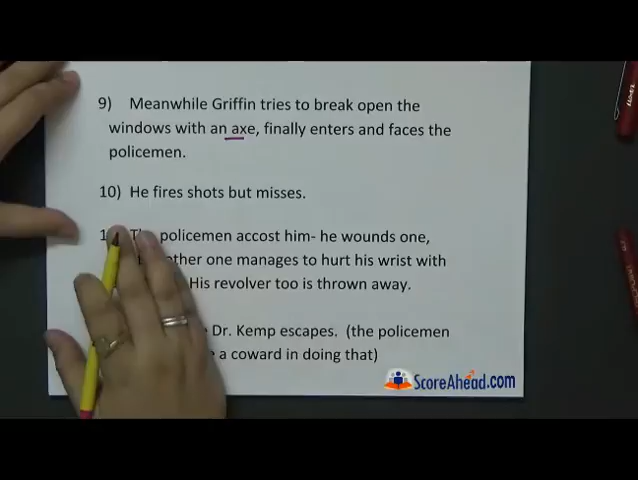 9) Meanwhile Griffin tries to break open the
windows with an axe, finally enters and faces the
policemen.
10) He fires shots but misses.
policemen accost him- he wounds one,
other one manages to hurt his wrist with
His revolver too is thrown away.
Dr. Kemp escapes. (the policemen
a coward in doing that)
ScoreAhead.com